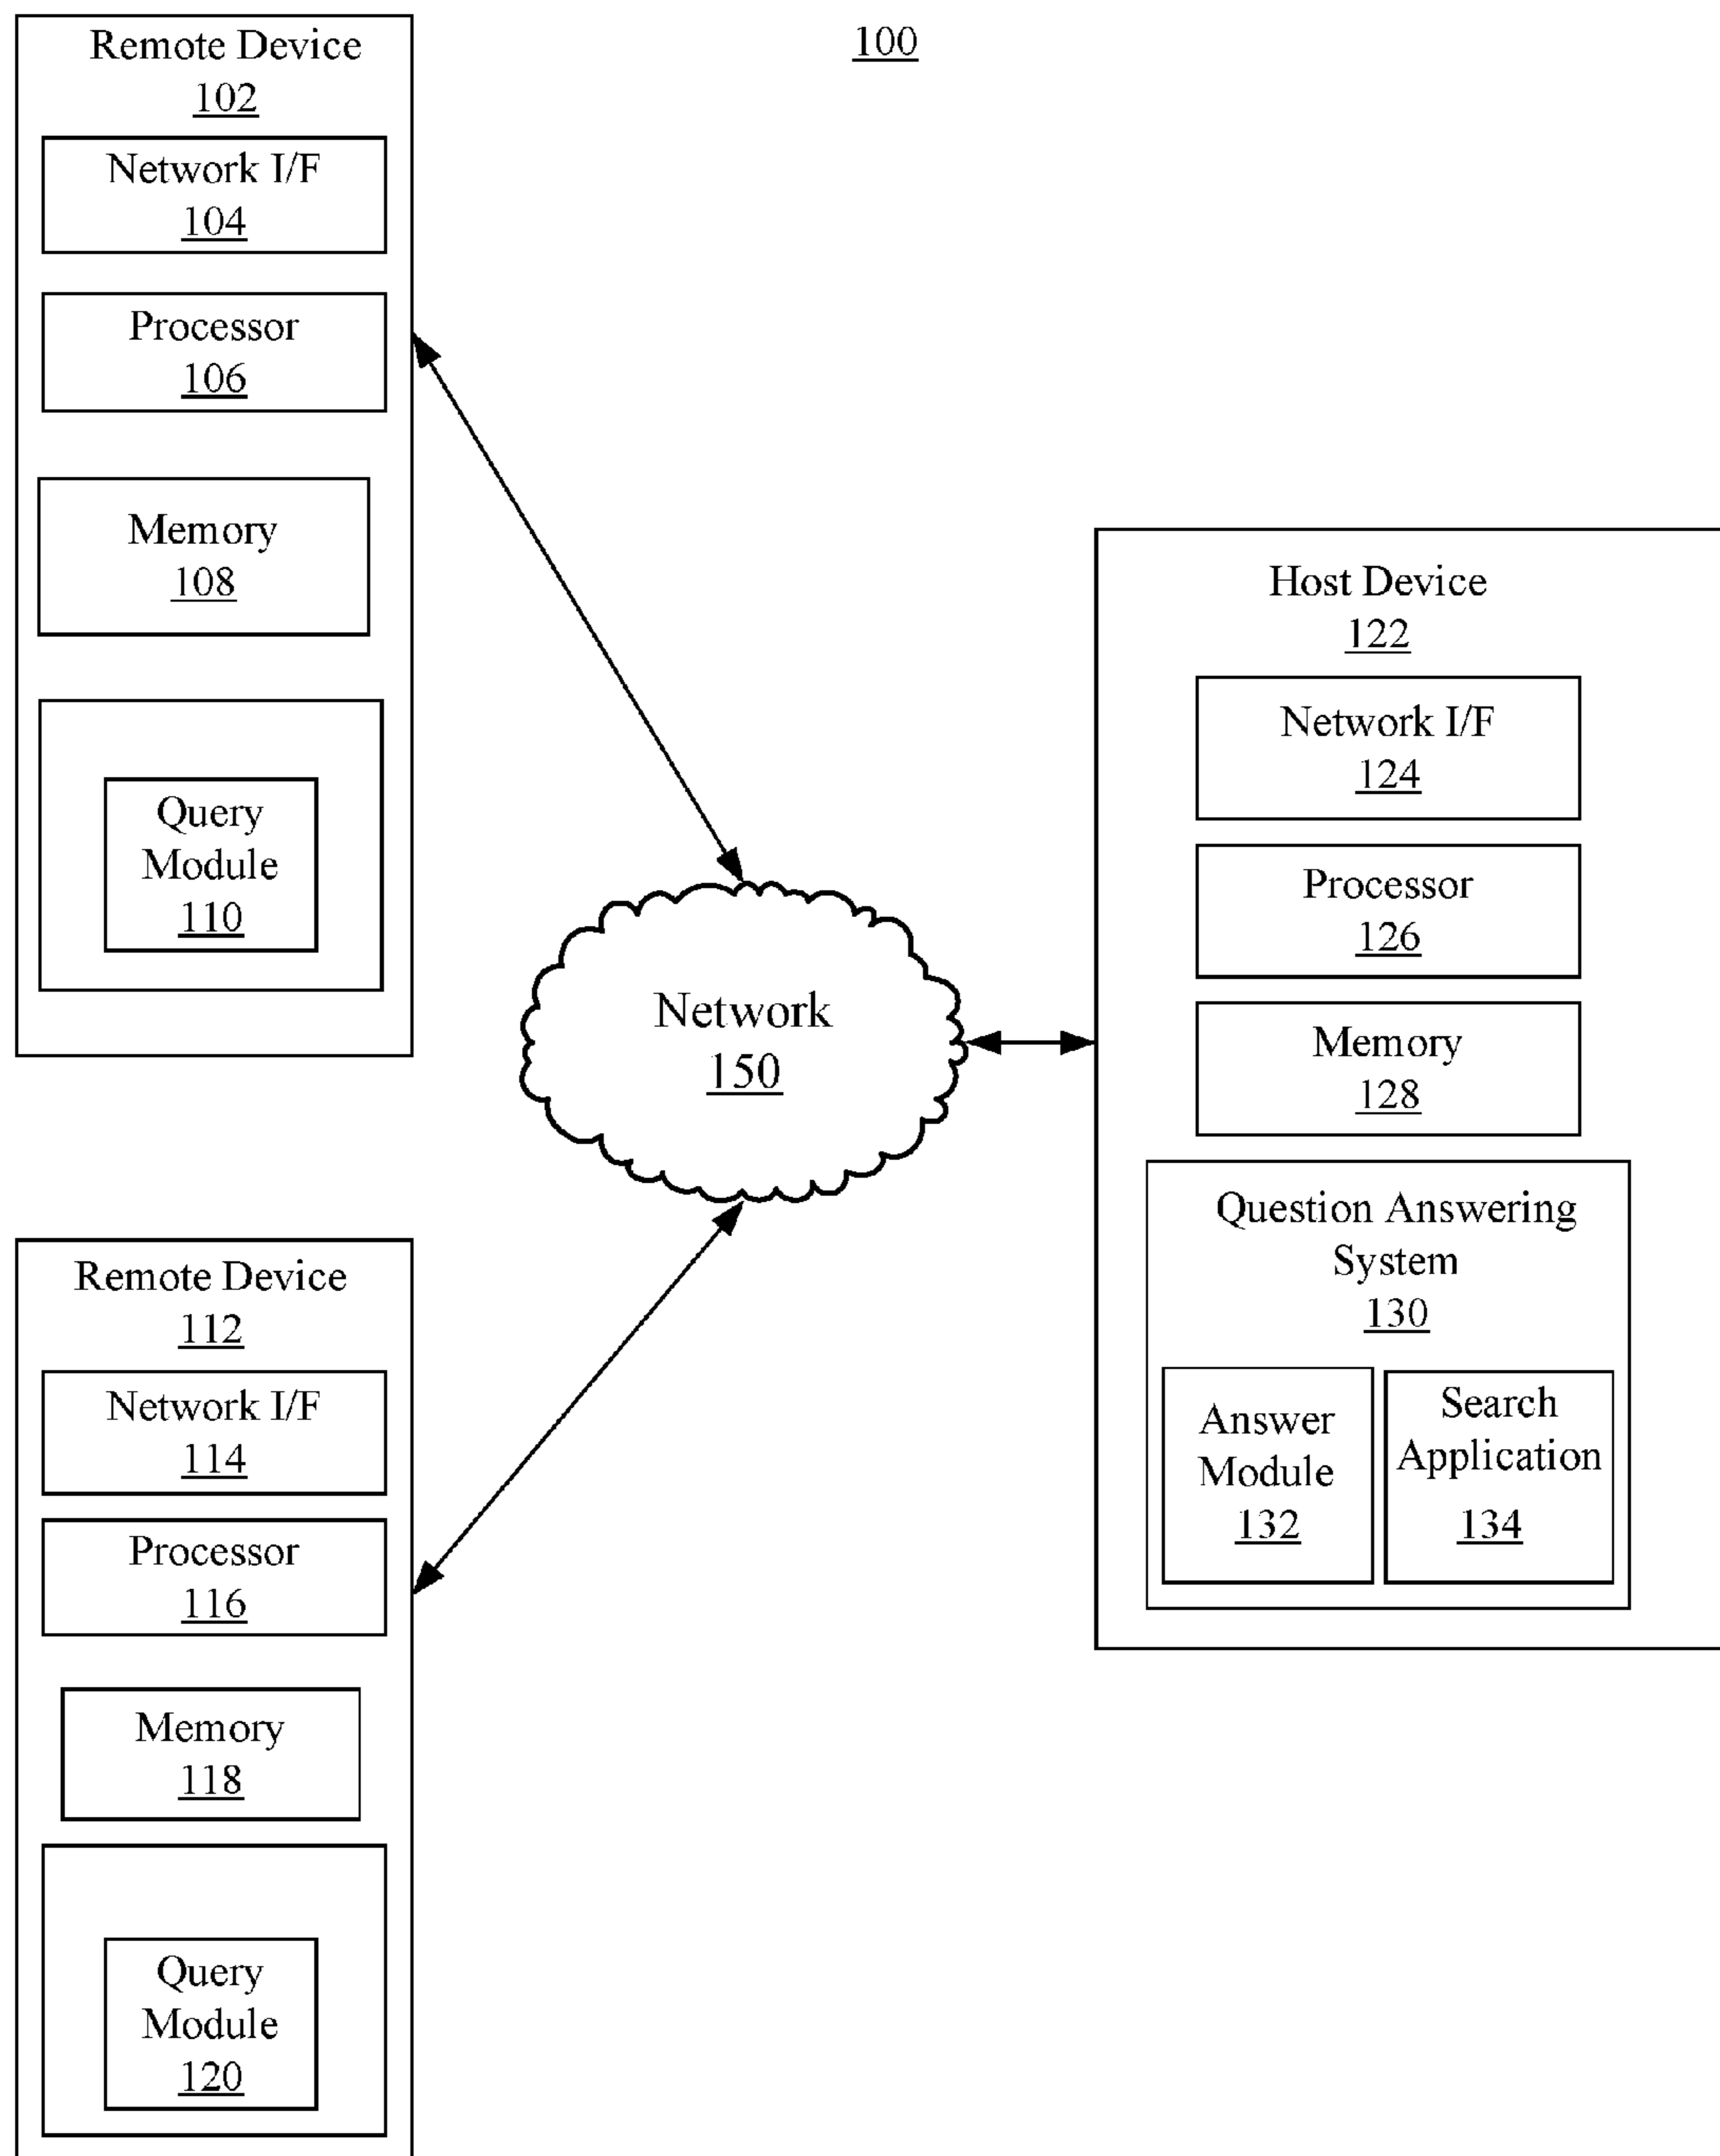 100
Remote Device
102
Network I/F
104
Processor
106
Memory
108
Query
Module
110
Network
150
Remote Device
112
Network I/F
114
Processor
116
Memory
118
Query
Module
120
Host Device
122
Network I/F
124
Processor
126
Memory
128
Question Answering
System
130
Answer
Module
132
Search
Application
134